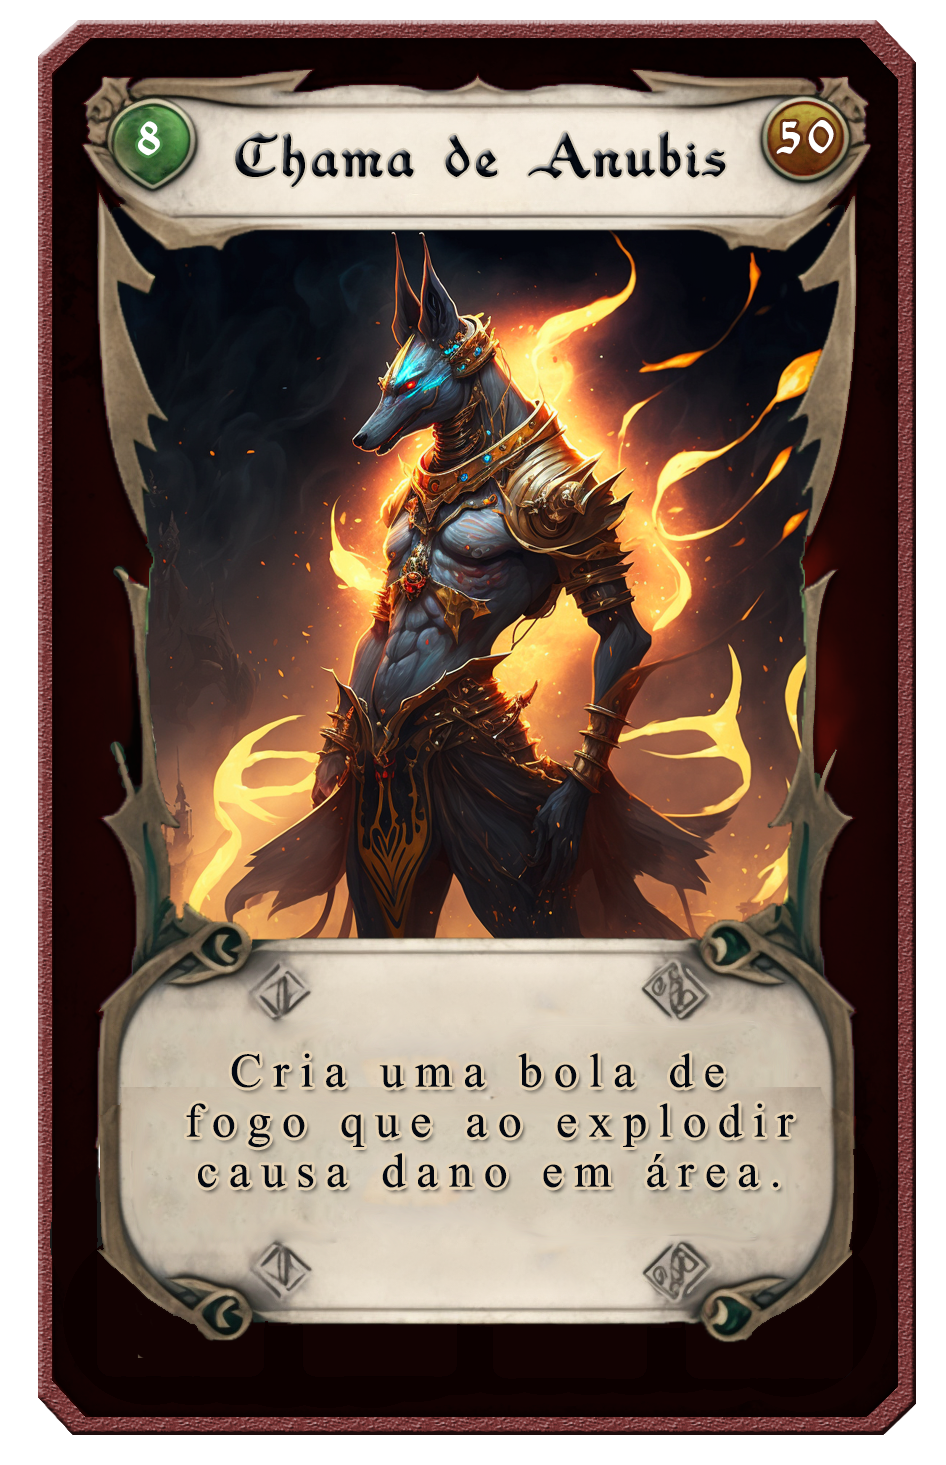 8 Chama de Anubis 50
Cria uma bola de
fogo que ao explodir
causa dano em área.